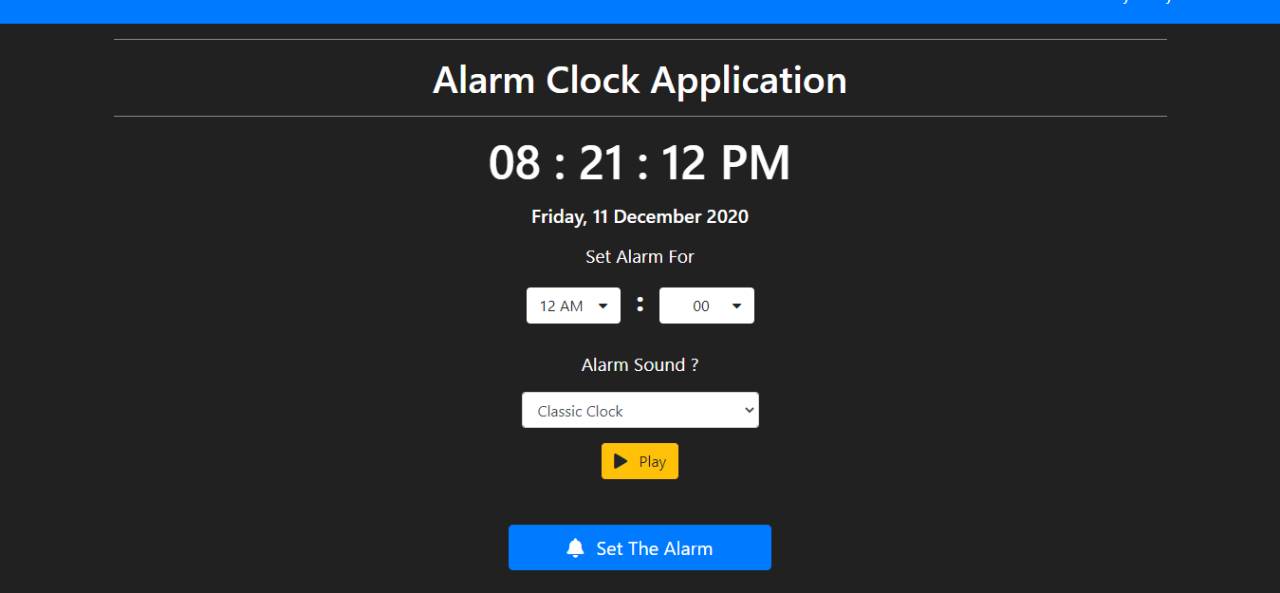 Alarm Clock Application
08 : 21 : 12 PM
Friday, 11 December 2020
Set Alarm For
12 AM : 00
Alarm Sound ?
Classic Clock
Play
Set The Alarm